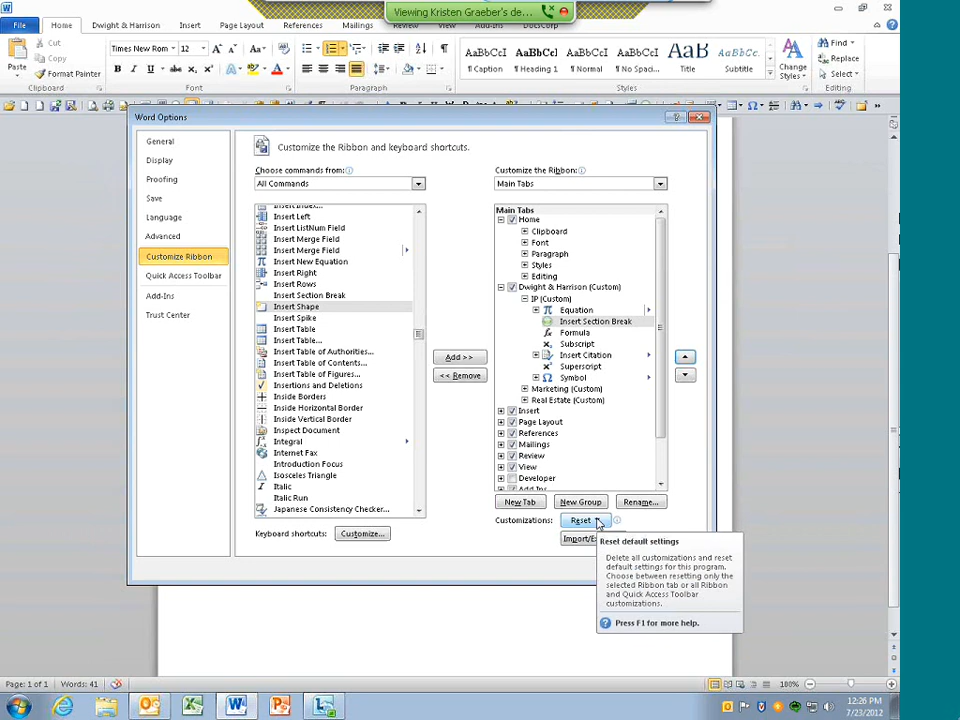 Viewing Kristen Graeber's de...
File Home Dwight & Harrison Insert Page Layout References Mailings Review View Add-Ins DocsCorp
Cut
Copy
Format Painter
Paste
Clipboard
Times New Rom 12
Font
Paragraph
AaBbCcI AaBbCcI AaBbCcI AaBbCcI AaB AaBbCcI
¶ Caption ¶ Heading 1 ¶ Normal ¶ No Spaci... Title Subtitle
Change
Styles
Styles
Find
Replace
Select
Editing
Word Options
General
Display
Proofing
Save
Language
Advanced
Customize Ribbon
Quick Access Toolbar
Add-Ins
Trust Center
Customize the Ribbon and keyboard shortcuts.
Choose commands from:
All Commands
Insert Index...
Insert Left
Insert ListNum Field
Insert Merge Field
Insert Merge Field
Insert New Equation
Insert Right
Insert Rows
Insert Section Break
Insert Shape
Insert Spike
Insert Table
Insert Table...
Insert Table of Authorities...
Insert Table of Contents...
Insert Table of Figures...
Insertions and Deletions
Inside Borders
Inside Horizontal Border
Inside Vertical Border
Inspect Document
Integral
Internet Fax
Introduction Focus
Isosceles Triangle
Italic
Italic Run
Japanese Consistency Checker...
Keyboard shortcuts: Customize...
Add >>
<< Remove
Customize the Ribbon:
Main Tabs
Main Tabs
Home
Clipboard
Font
Paragraph
Styles
Editing
Dwight & Harrison (Custom)
IP (Custom)
Equation
Insert Section Break
Formula
Subscript
Insert Citation
Superscript
Symbol
Marketing (Custom)
Real Estate (Custom)
Insert
Page Layout
References
Mailings
Review
View
Developer
Add-Ins
New Tab New Group Rename...
Customizations: Reset
Import/Ex
Reset default settings
Delete all customizations and reset
default settings for this program.
Choose between resetting only the
selected Ribbon tab or all Ribbon
and Quick Access Toolbar
customizations.
Press F1 for more help.
Page: 1 of 1 Words: 41
180%
12:26 PM
7/23/2012